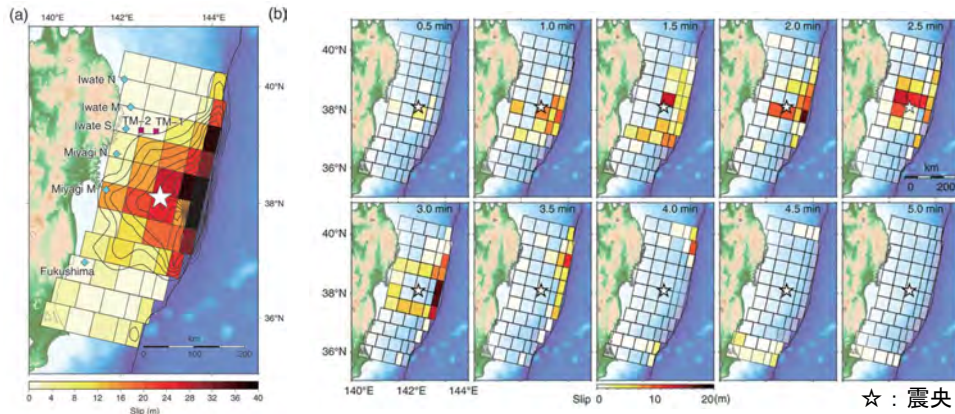 (a)
140°E 142°E 144°E
Iwate N
40°N
Iwate M
TM-2 TM-1
Iwate S
Miyagi N
Miyagi M
38°N
Fukushima
36°N
km
0 100 200
0 4 8 12 16 20 24 28 32 36 40
Slip (m)
(b)
0.5 min
1.0 min
1.5 min
2.0 min
2.5 min
40°N
38°N
36°N
km
0 200
3.0 min
3.5 min
4.0 min
4.5 min
5.0 min
40°N
38°N
36°N
140°E 142°E 144°E
Slip
0 10 20(m)
☆：震央